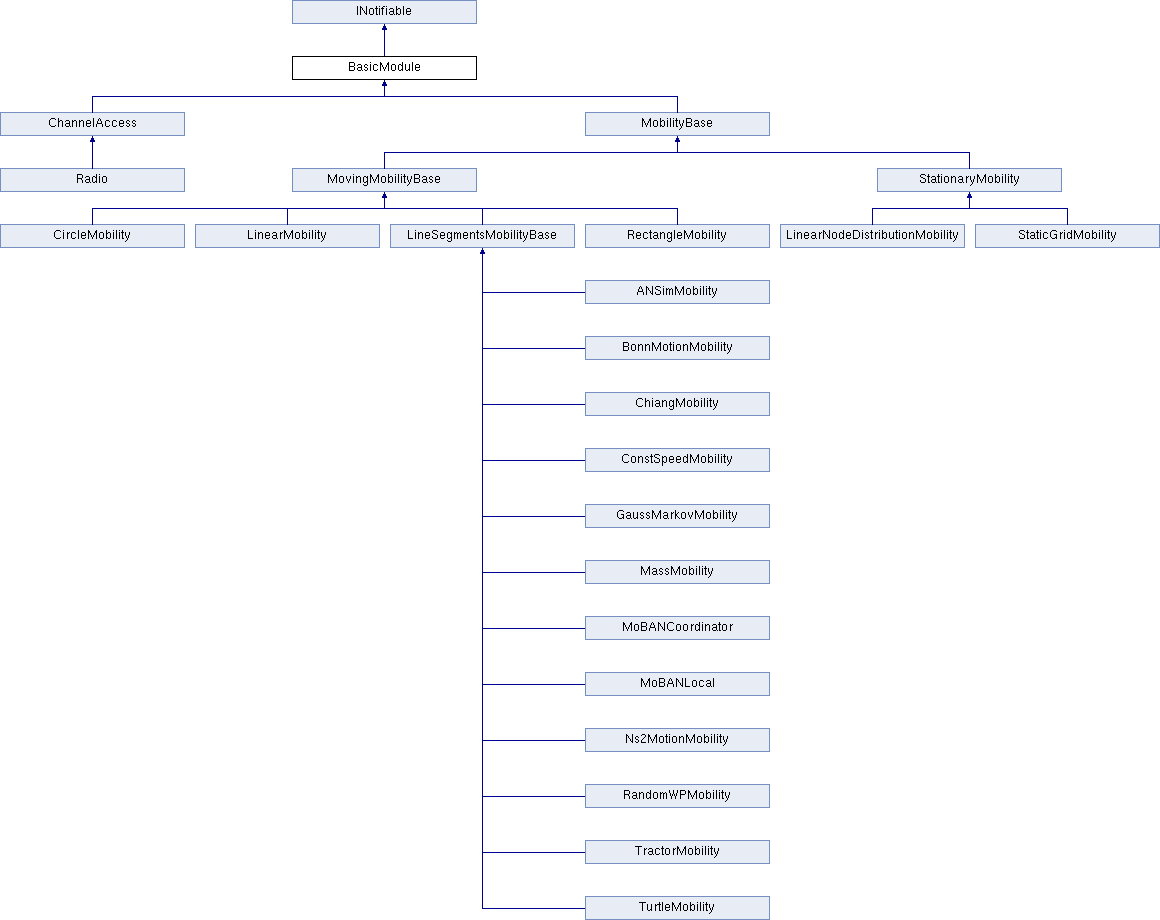 INotifiable
BasicModule
ChannelAccess
MobilityBase
Radio
MovingMobilityBase
StationaryMobility
CircleMobility
LinearMobility
LineSegmentsMobilityBase
RectangleMobility
LinearNodeDistributionMobility
StaticGridMobility
ANSimMobility
BonnMotionMobility
ChiangMobility
ConstSpeedMobility
GaussMarkovMobility
MassMobility
MoBANCoordinator
MoBANLocal
Ns2MotionMobility
RandomWPMobility
TractorMobility
TurtleMobility